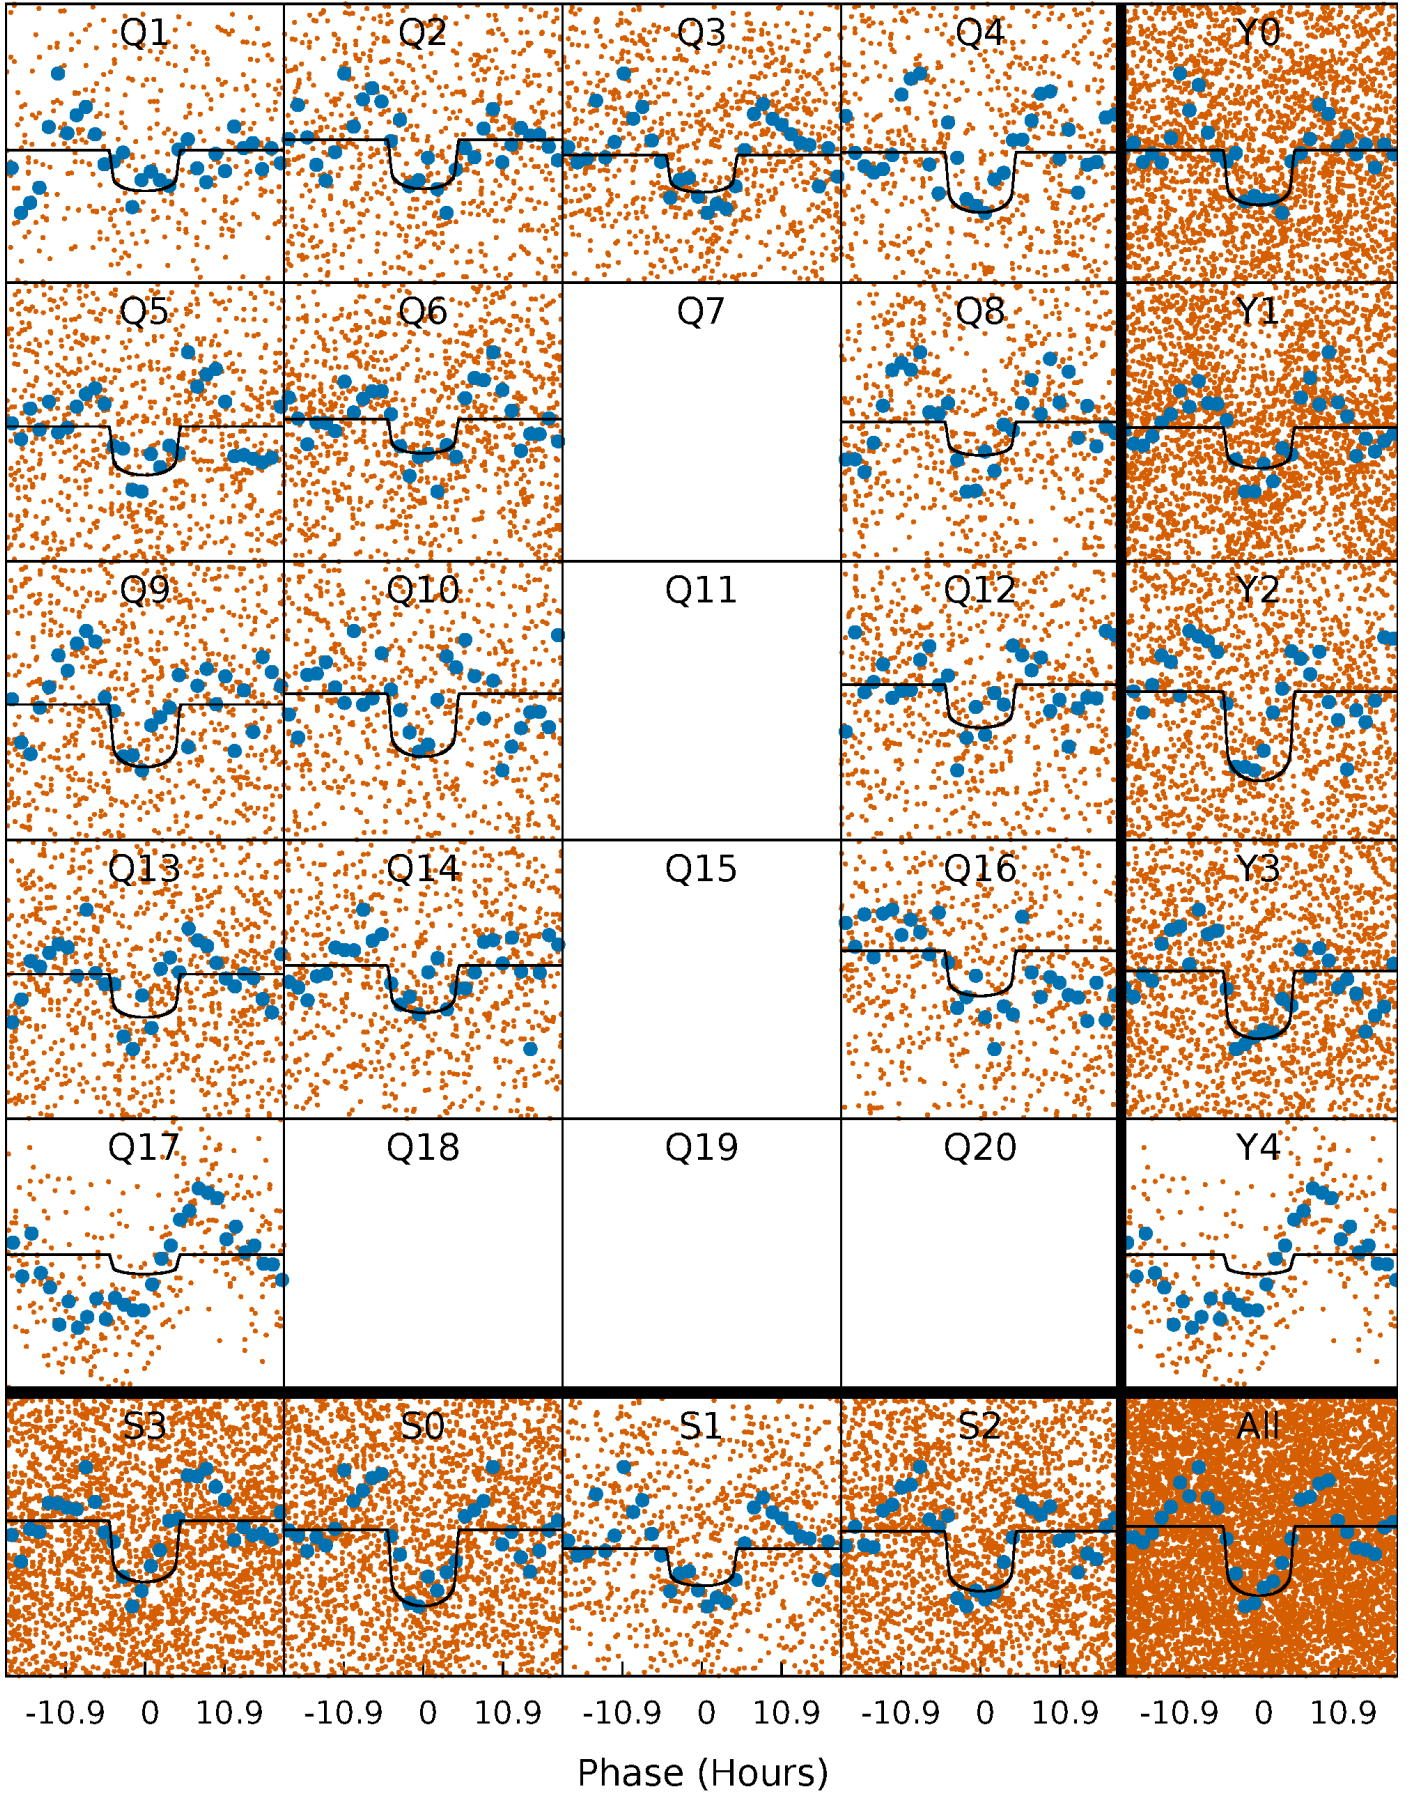 Q1 Q2 Q3 Q4 Y0
Q5 Q6 Q7 Q8 Y1
Q9 Q10 Q11 Q12 Y2
Q13 Q14 Q15 Q16 Y3
Q17 Q18 Q19 Q20 Y4
S3 S0 S1 S2 All
-10.9 0 10.9 -10.9 0 10.9 -10.9 0 10.9 -10.9 0 10.9 -10.9 0 10.9
Phase (Hours)